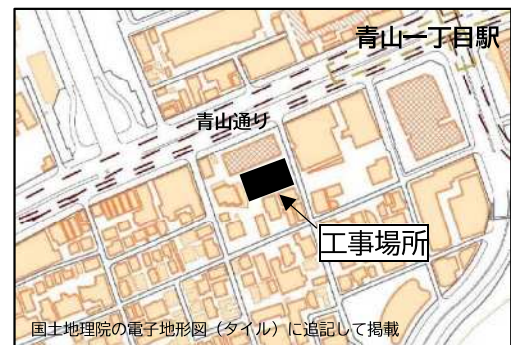 青山一丁目駅
青山通り
工事場所
国土地理院の電子地形図（タイル）に追記して掲載